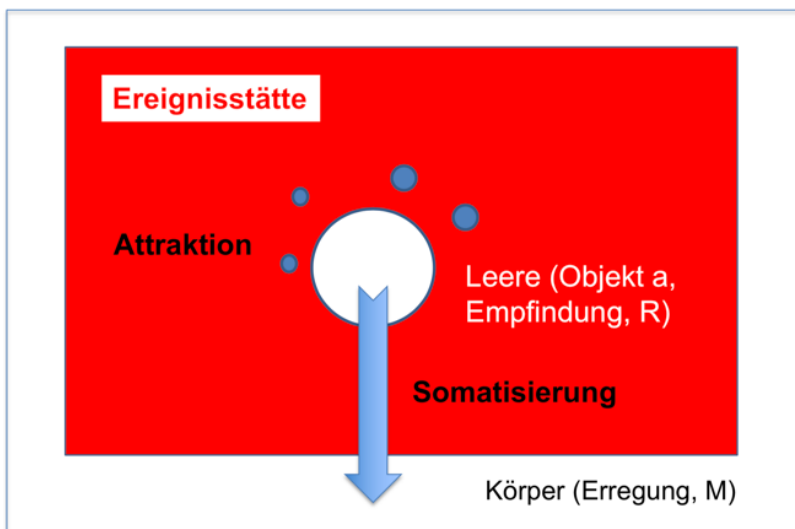 Ereignisstätte
Attraktion
Leere (Objekt a,
Empfindung, R)
Somatisierung
Körper (Erregung, M)